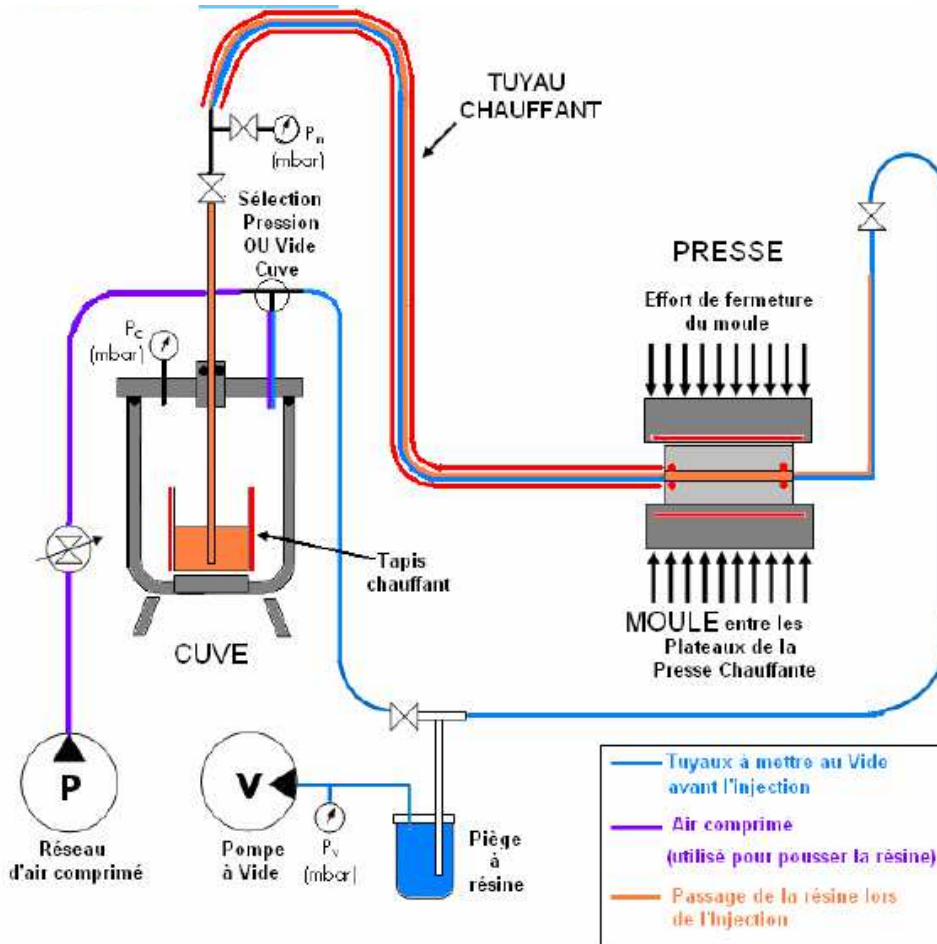 TUYAU
CHAUFFANT
Pn
(mbar)
Sélection
Pression
OU Vide
Cuve
PRESSE
Effort de fermeture
du moule
PC
(mbar)
Tapis
chauffant
CUVE
MOULE entre les
Plateaux de la
Presse Chauffante
P
V
Réseau
d'air comprimé
Pompe
à Vide
Pv
(mbar)
Piège
à
résine
Tuyaux à mettre au Vide
avant l'injection
Air comprime
(utilisé pour pousser la résine)
Passage de la résine lors
de l'Injection